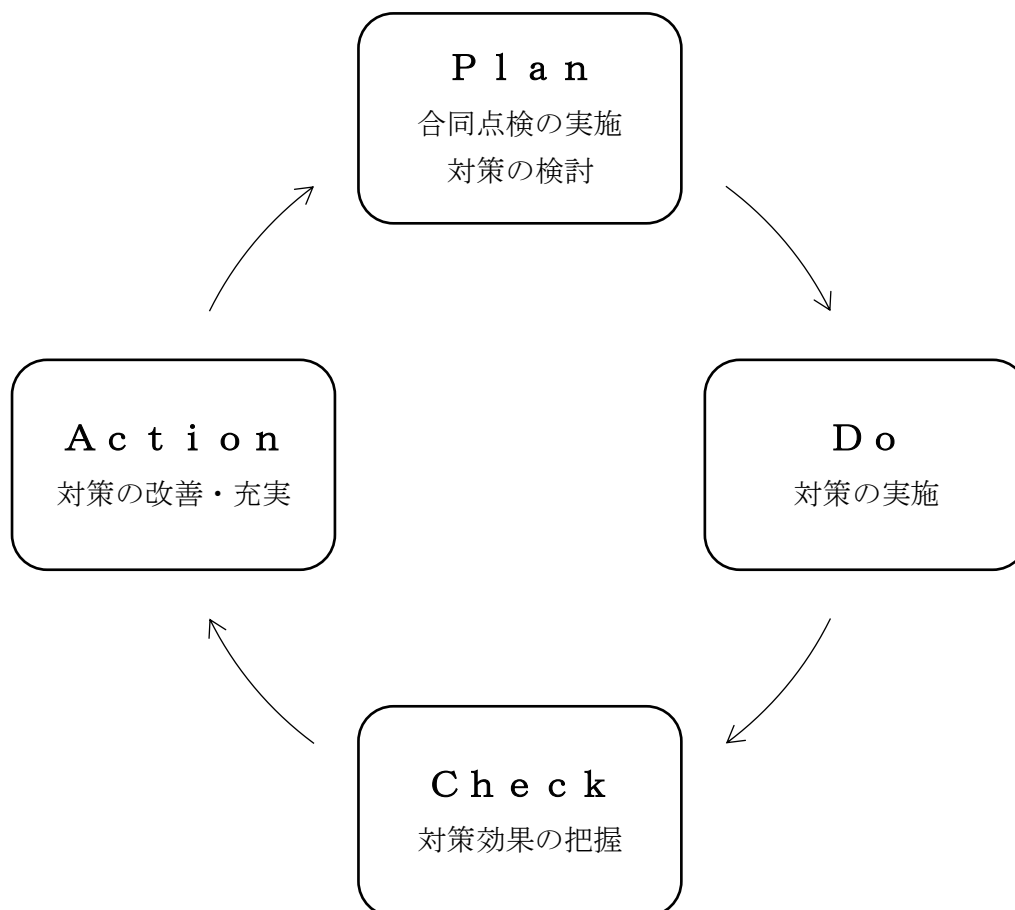 Ｐｌａｎ
合同点検の実施
対策の検討
Ｄｏ
対策の実施
Ｃｈｅｃｋ
対策効果の把握
Ａｃｔｉｏｎ
対策の改善・充実